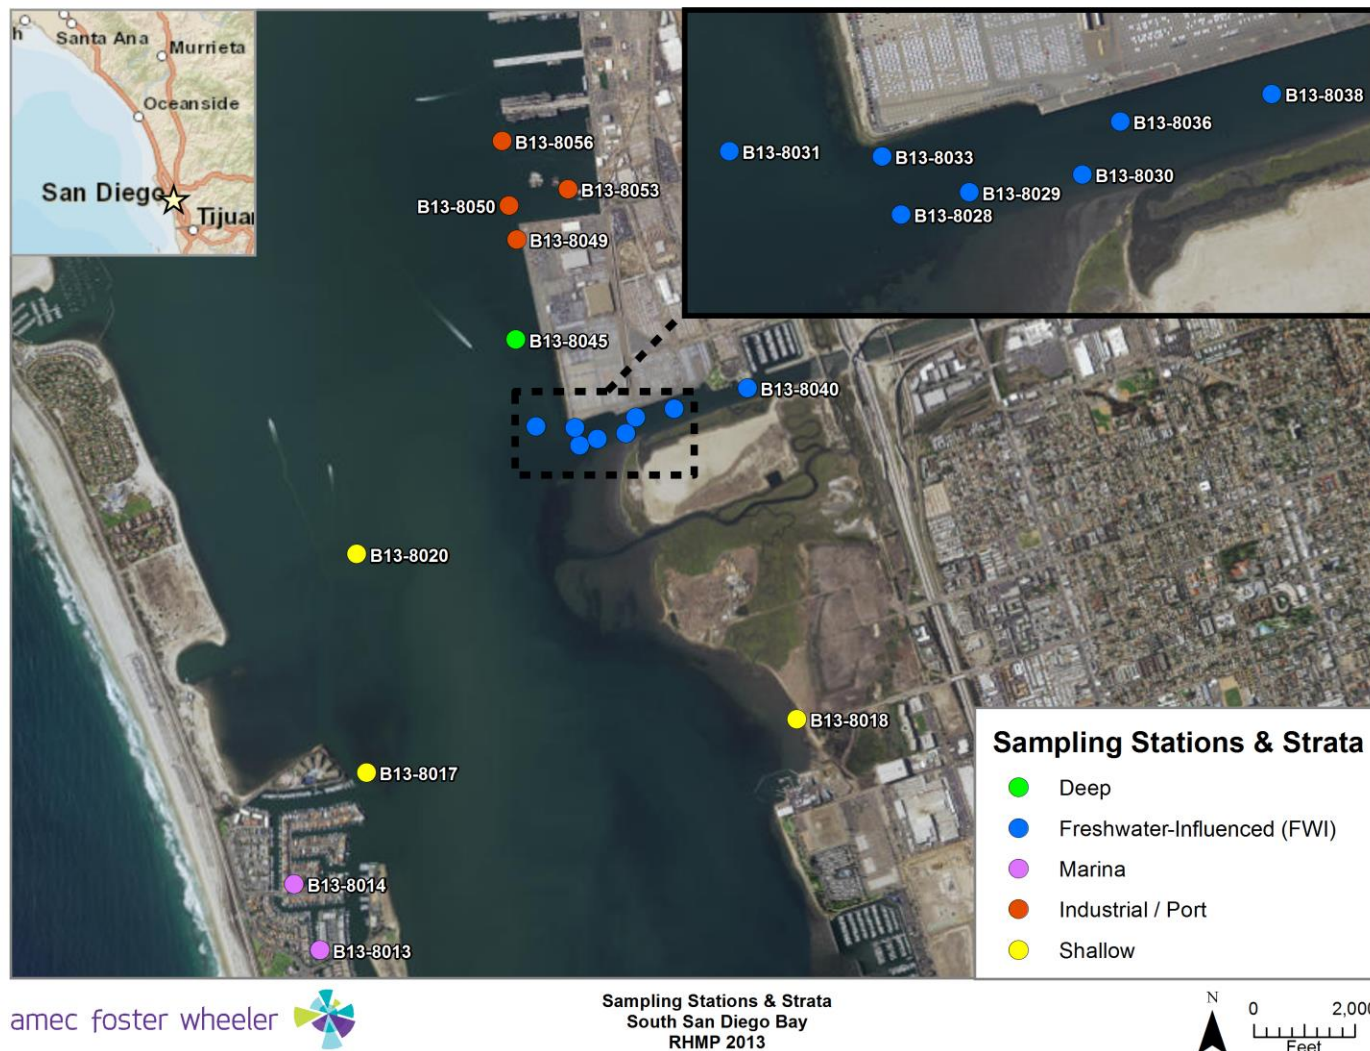 h
Santa Ana
Murrieta
Oceanside
San Diego
Tijua
B13-8056
B13-8053
B13-8050
B13-8049
B13-8045
B13-8040
B13-8031
B13-8033
B13-8038
B13-8036
B13-8030
B13-8029
B13-8028
B13-8020
B13-8018
B13-8017
B13-8014
B13-8013
Sampling Stations & Strata
Deep
Freshwater-Influenced (FWI)
Marina
Industrial / Port
Shallow
amec foster wheeler
Sampling Stations & Strata
South San Diego Bay
RHMP 2013
N
0 2,000
Feet